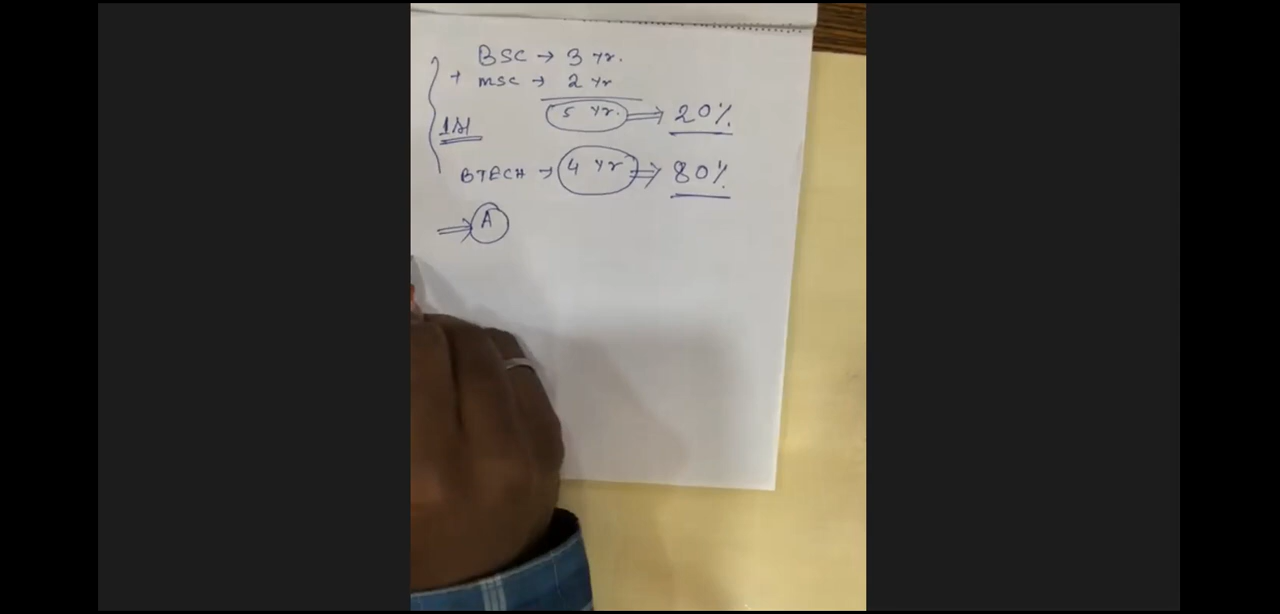 BSC → 3 yr.
+ MSC → 2 yr
5 yr. ⇒ 20%
1st
BTECH → 4 yr ⇒ 80%
⇒ A